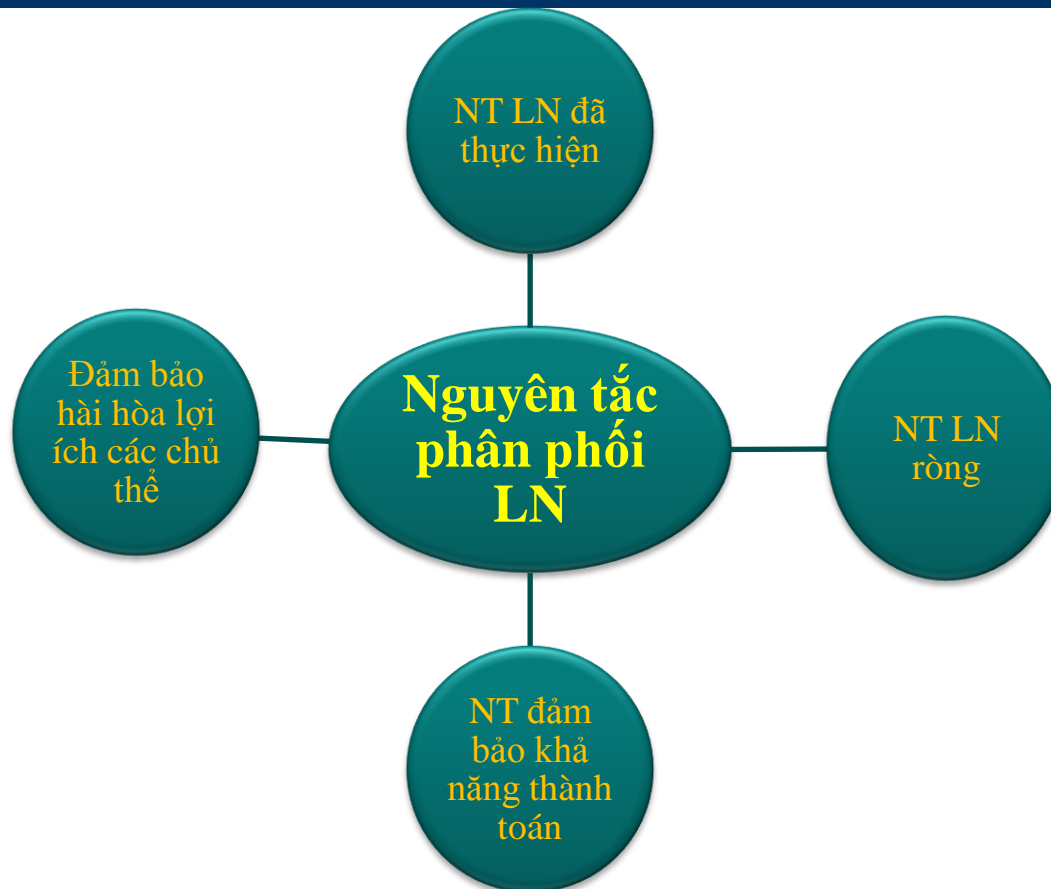 NT LN đã
thực hiện
Đảm bảo
hài hòa lợi
ích các chủ
thể
Nguyên tắc
phân phối
LN
NT LN
ròng
NT đảm
bảo khả
năng thành
toán